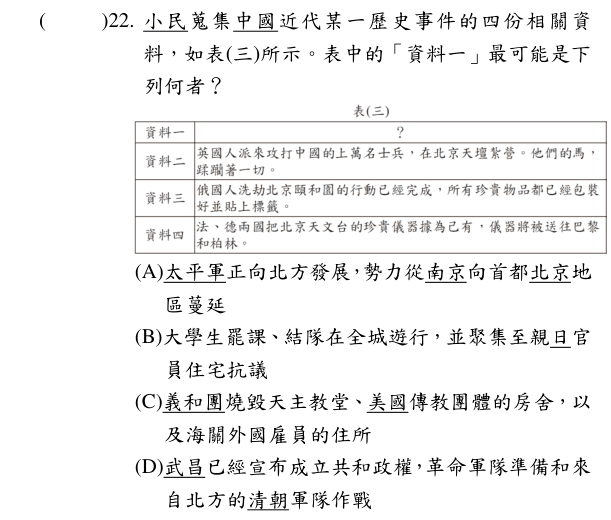 (　　)22. 小民蒐集中國近代某一歷史事件的四份相關資
料，如表(三)所示。表中的「資料一」最可能是下
列何者？
表(三)
資料一 ？
資料二 英國人派來攻打中國的上萬名士兵，在北京天壇紮營。他們的馬，
蹂躪著一切。
資料三 俄國人洗劫北京頤和園的行動已經完成，所有珍貴物品都已經包裝
好並貼上標籤。
資料四 法、德兩國把北京天文台的珍貴儀器據為己有，儀器將被送往巴黎
和柏林。
(A)太平軍正向北方發展，勢力從南京向首都北京地
區蔓延
(B)大學生罷課、結隊在全城遊行，並聚集至親日官
員住宅抗議
(C)義和團燒毀天主教堂、美國傳教團體的房舍，以
及海關外國雇員的住所
(D)武昌已經宣布成立共和政權，革命軍隊準備和來
自北方的清朝軍隊作戰